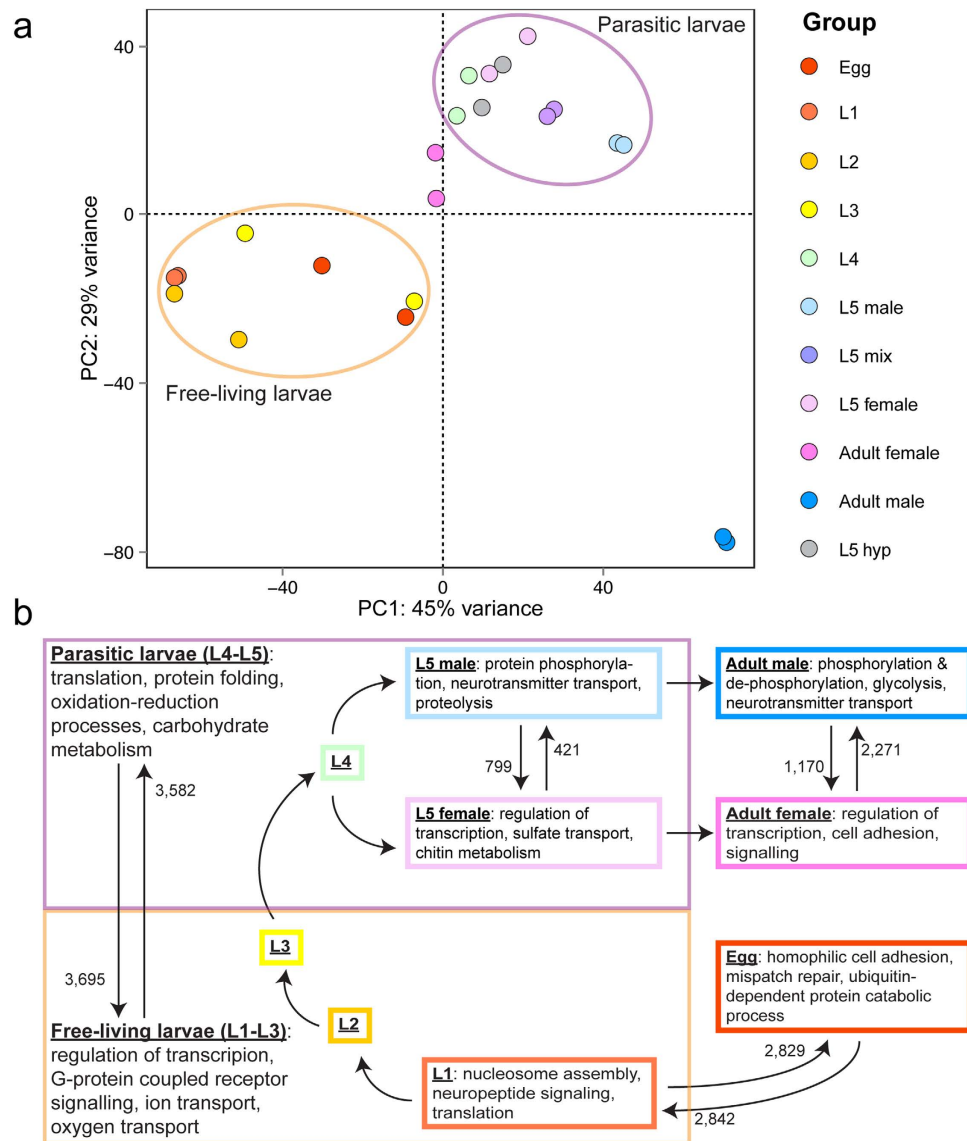 a
Parasitic larvae
40
0
−40
−80
PC2: 29% variance
Free-living larvae
−40
0
40
PC1: 45% variance
Group
Egg
L1
L2
L3
L4
L5 male
L5 mix
L5 female
Adult female
Adult male
L5 hyp
b
Parasitic larvae (L4-L5):
translation, protein folding,
oxidation-reduction
processes, carbohydrate
metabolism
3,582
3,695
Free-living larvae (L1-L3):
regulation of transcripion,
G-protein coupled receptor
signalling, ion transport,
oxygen transport
L4
L3
L2
L5 male: protein phosphoryla-
tion, neurotransmitter transport,
proteolysis
799
421
L5 female: regulation of
transcription, sulfate transport,
chitin metabolism
Adult male: phosphorylation &
de-phosphorylation, glycolysis,
neurotransmitter transport
1,170
2,271
Adult female: regulation of
transcription, cell adhesion,
signalling
Egg: homophilic cell adhesion,
mispatch repair, ubiquitin-
dependent protein catabolic
process
2,829
2,842
L1: nucleosome assembly,
neuropeptide signaling,
translation